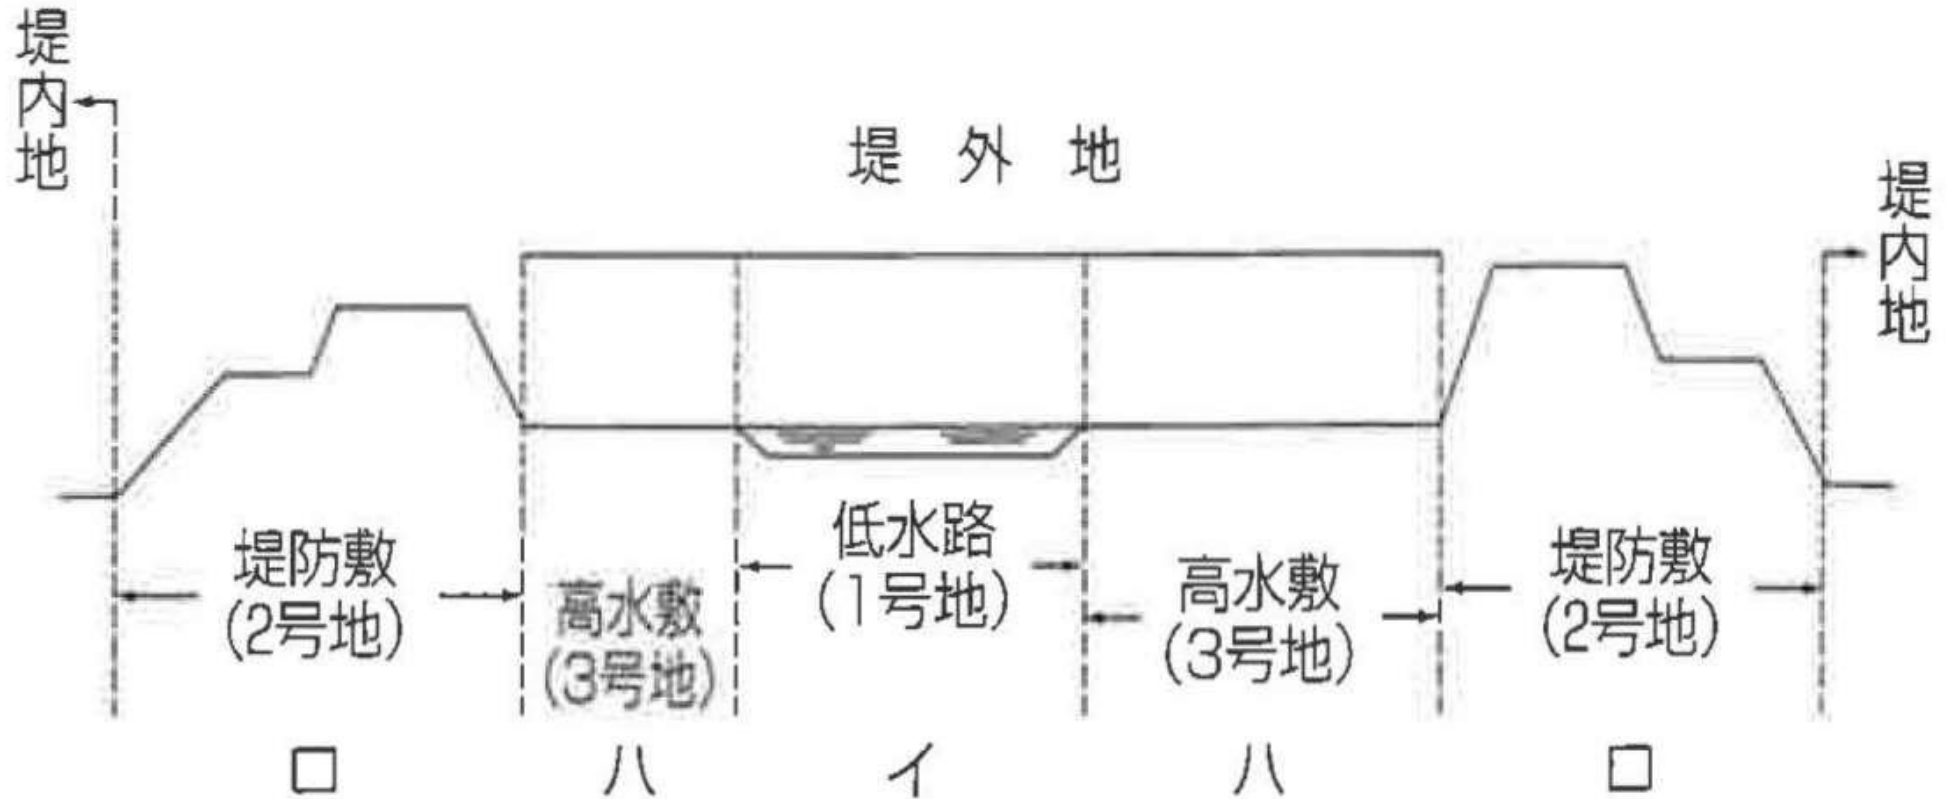 堤内地
堤外地
堤内地
堤防敷
(2号地)
高水敷
(3号地)
低水路
(1号地)
高水敷
(3号地)
堤防敷
(2号地)
ロ
ハ
イ
ハ
ロ